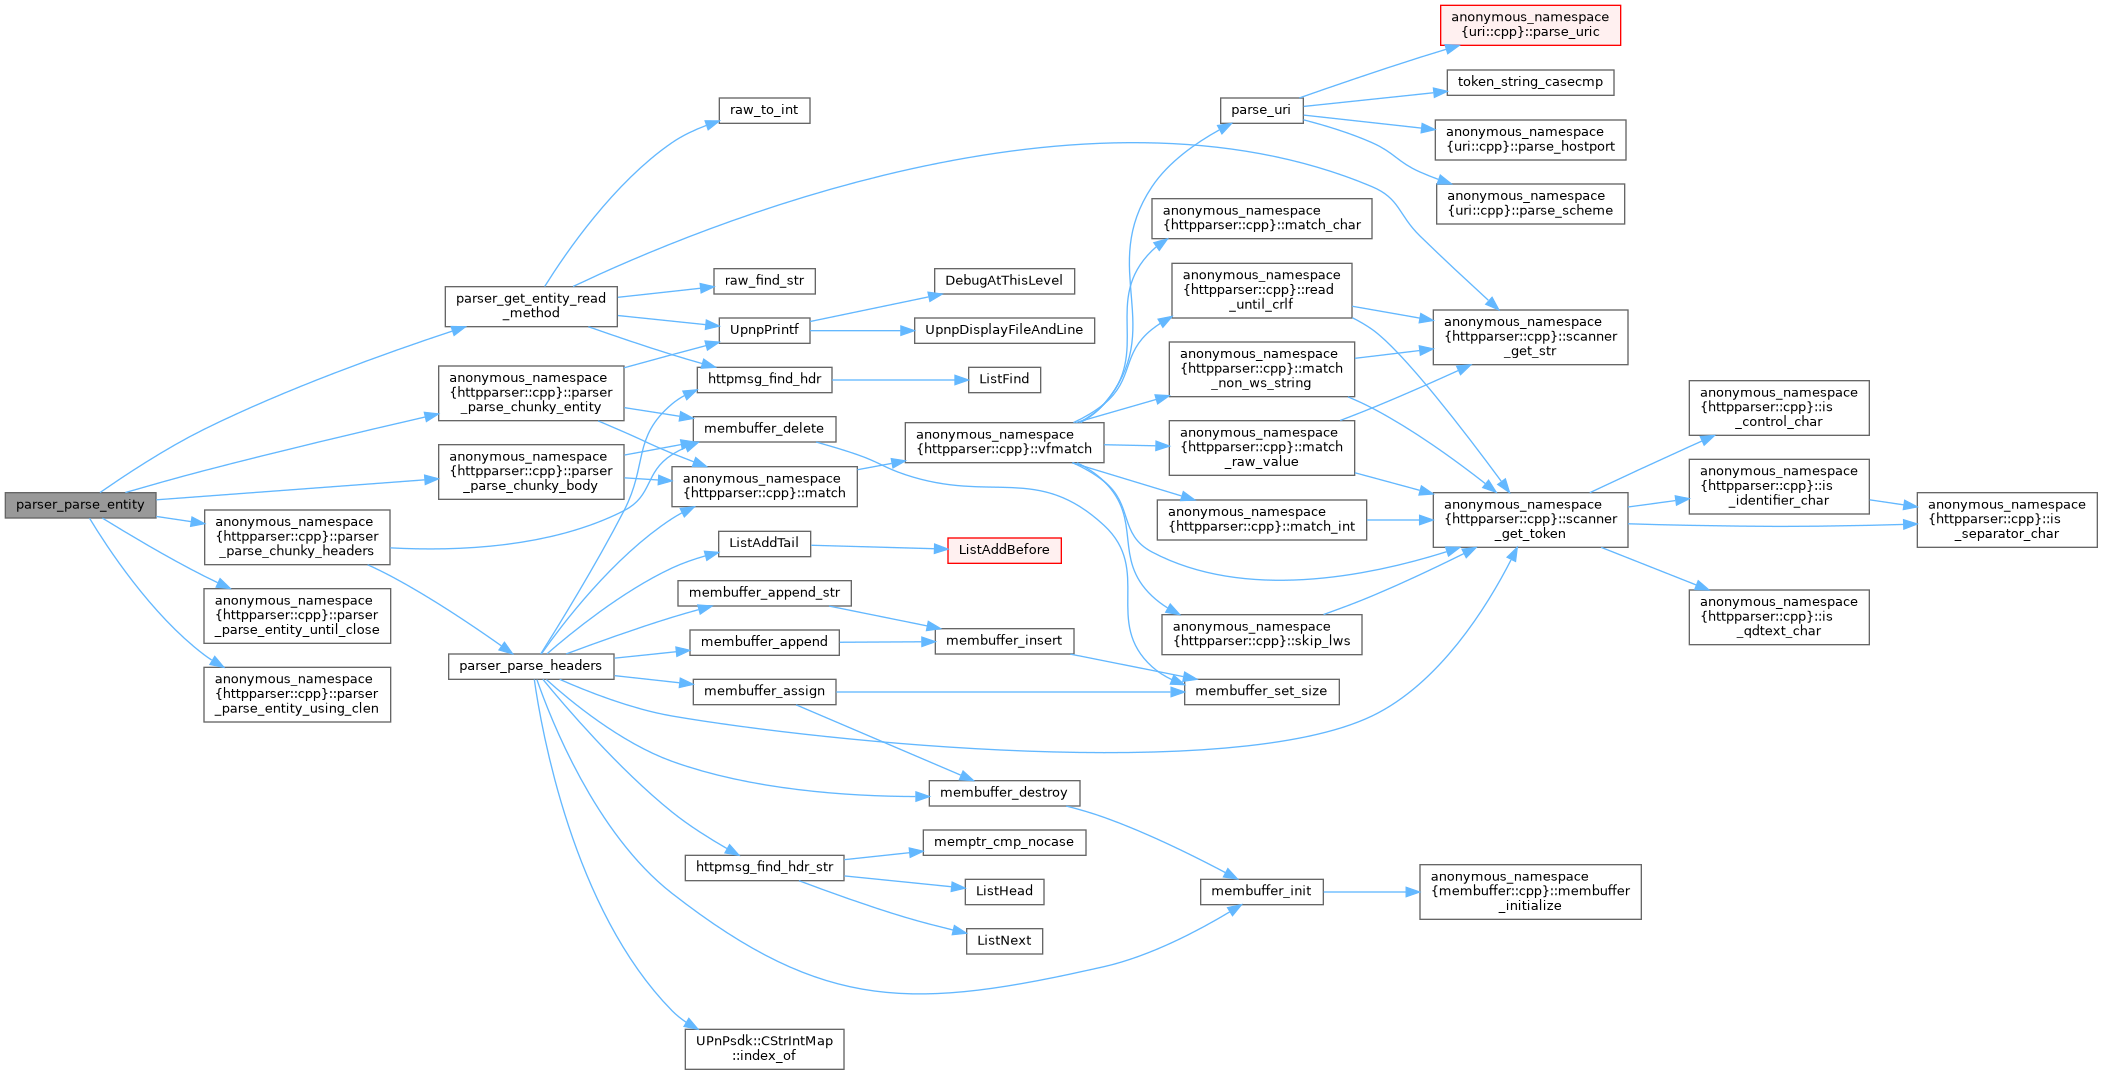 parser_parse_entity
parser_get_entity_read
_method
anonymous_namespace
{httpparser::cpp}::parser
_parse_chunky_entity
anonymous_namespace
{httpparser::cpp}::parser
_parse_chunky_body
anonymous_namespace
{httpparser::cpp}::parser
_parse_chunky_headers
anonymous_namespace
{httpparser::cpp}::parser
_parse_entity_until_close
anonymous_namespace
{httpparser::cpp}::parser
_parse_entity_using_clen
parser_parse_headers
raw_to_int
raw_find_str
UpnpPrintf
httpmsg_find_hdr
membuffer_delete
anonymous_namespace
{httpparser::cpp}::match
ListAddTail
membuffer_append_str
membuffer_append
membuffer_assign
httpmsg_find_hdr_str
UPnPsdk::CStrIntMap
::index_of
DebugAtThisLevel
UpnpDisplayFileAndLine
ListFind
anonymous_namespace
{httpparser::cpp}::vfmatch
ListAddBefore
membuffer_insert
membuffer_destroy
memptr_cmp_nocase
ListHead
ListNext
parse_uri
anonymous_namespace
{httpparser::cpp}::match_char
anonymous_namespace
{httpparser::cpp}::read
_until_crlf
anonymous_namespace
{httpparser::cpp}::match
_non_ws_string
anonymous_namespace
{httpparser::cpp}::match
_raw_value
anonymous_namespace
{httpparser::cpp}::match_int
anonymous_namespace
{httpparser::cpp}::skip_lws
membuffer_set_size
membuffer_init
anonymous_namespace
{uri::cpp}::parse_uric
token_string_casecmp
anonymous_namespace
{uri::cpp}::parse_hostport
anonymous_namespace
{uri::cpp}::parse_scheme
anonymous_namespace
{httpparser::cpp}::scanner
_get_str
anonymous_namespace
{httpparser::cpp}::scanner
_get_token
anonymous_namespace
{membuffer::cpp}::membuffer
_initialize
anonymous_namespace
{httpparser::cpp}::is
_control_char
anonymous_namespace
{httpparser::cpp}::is
_identifier_char
anonymous_namespace
{httpparser::cpp}::is
_qdtext_char
anonymous_namespace
{httpparser::cpp}::is
_separator_char